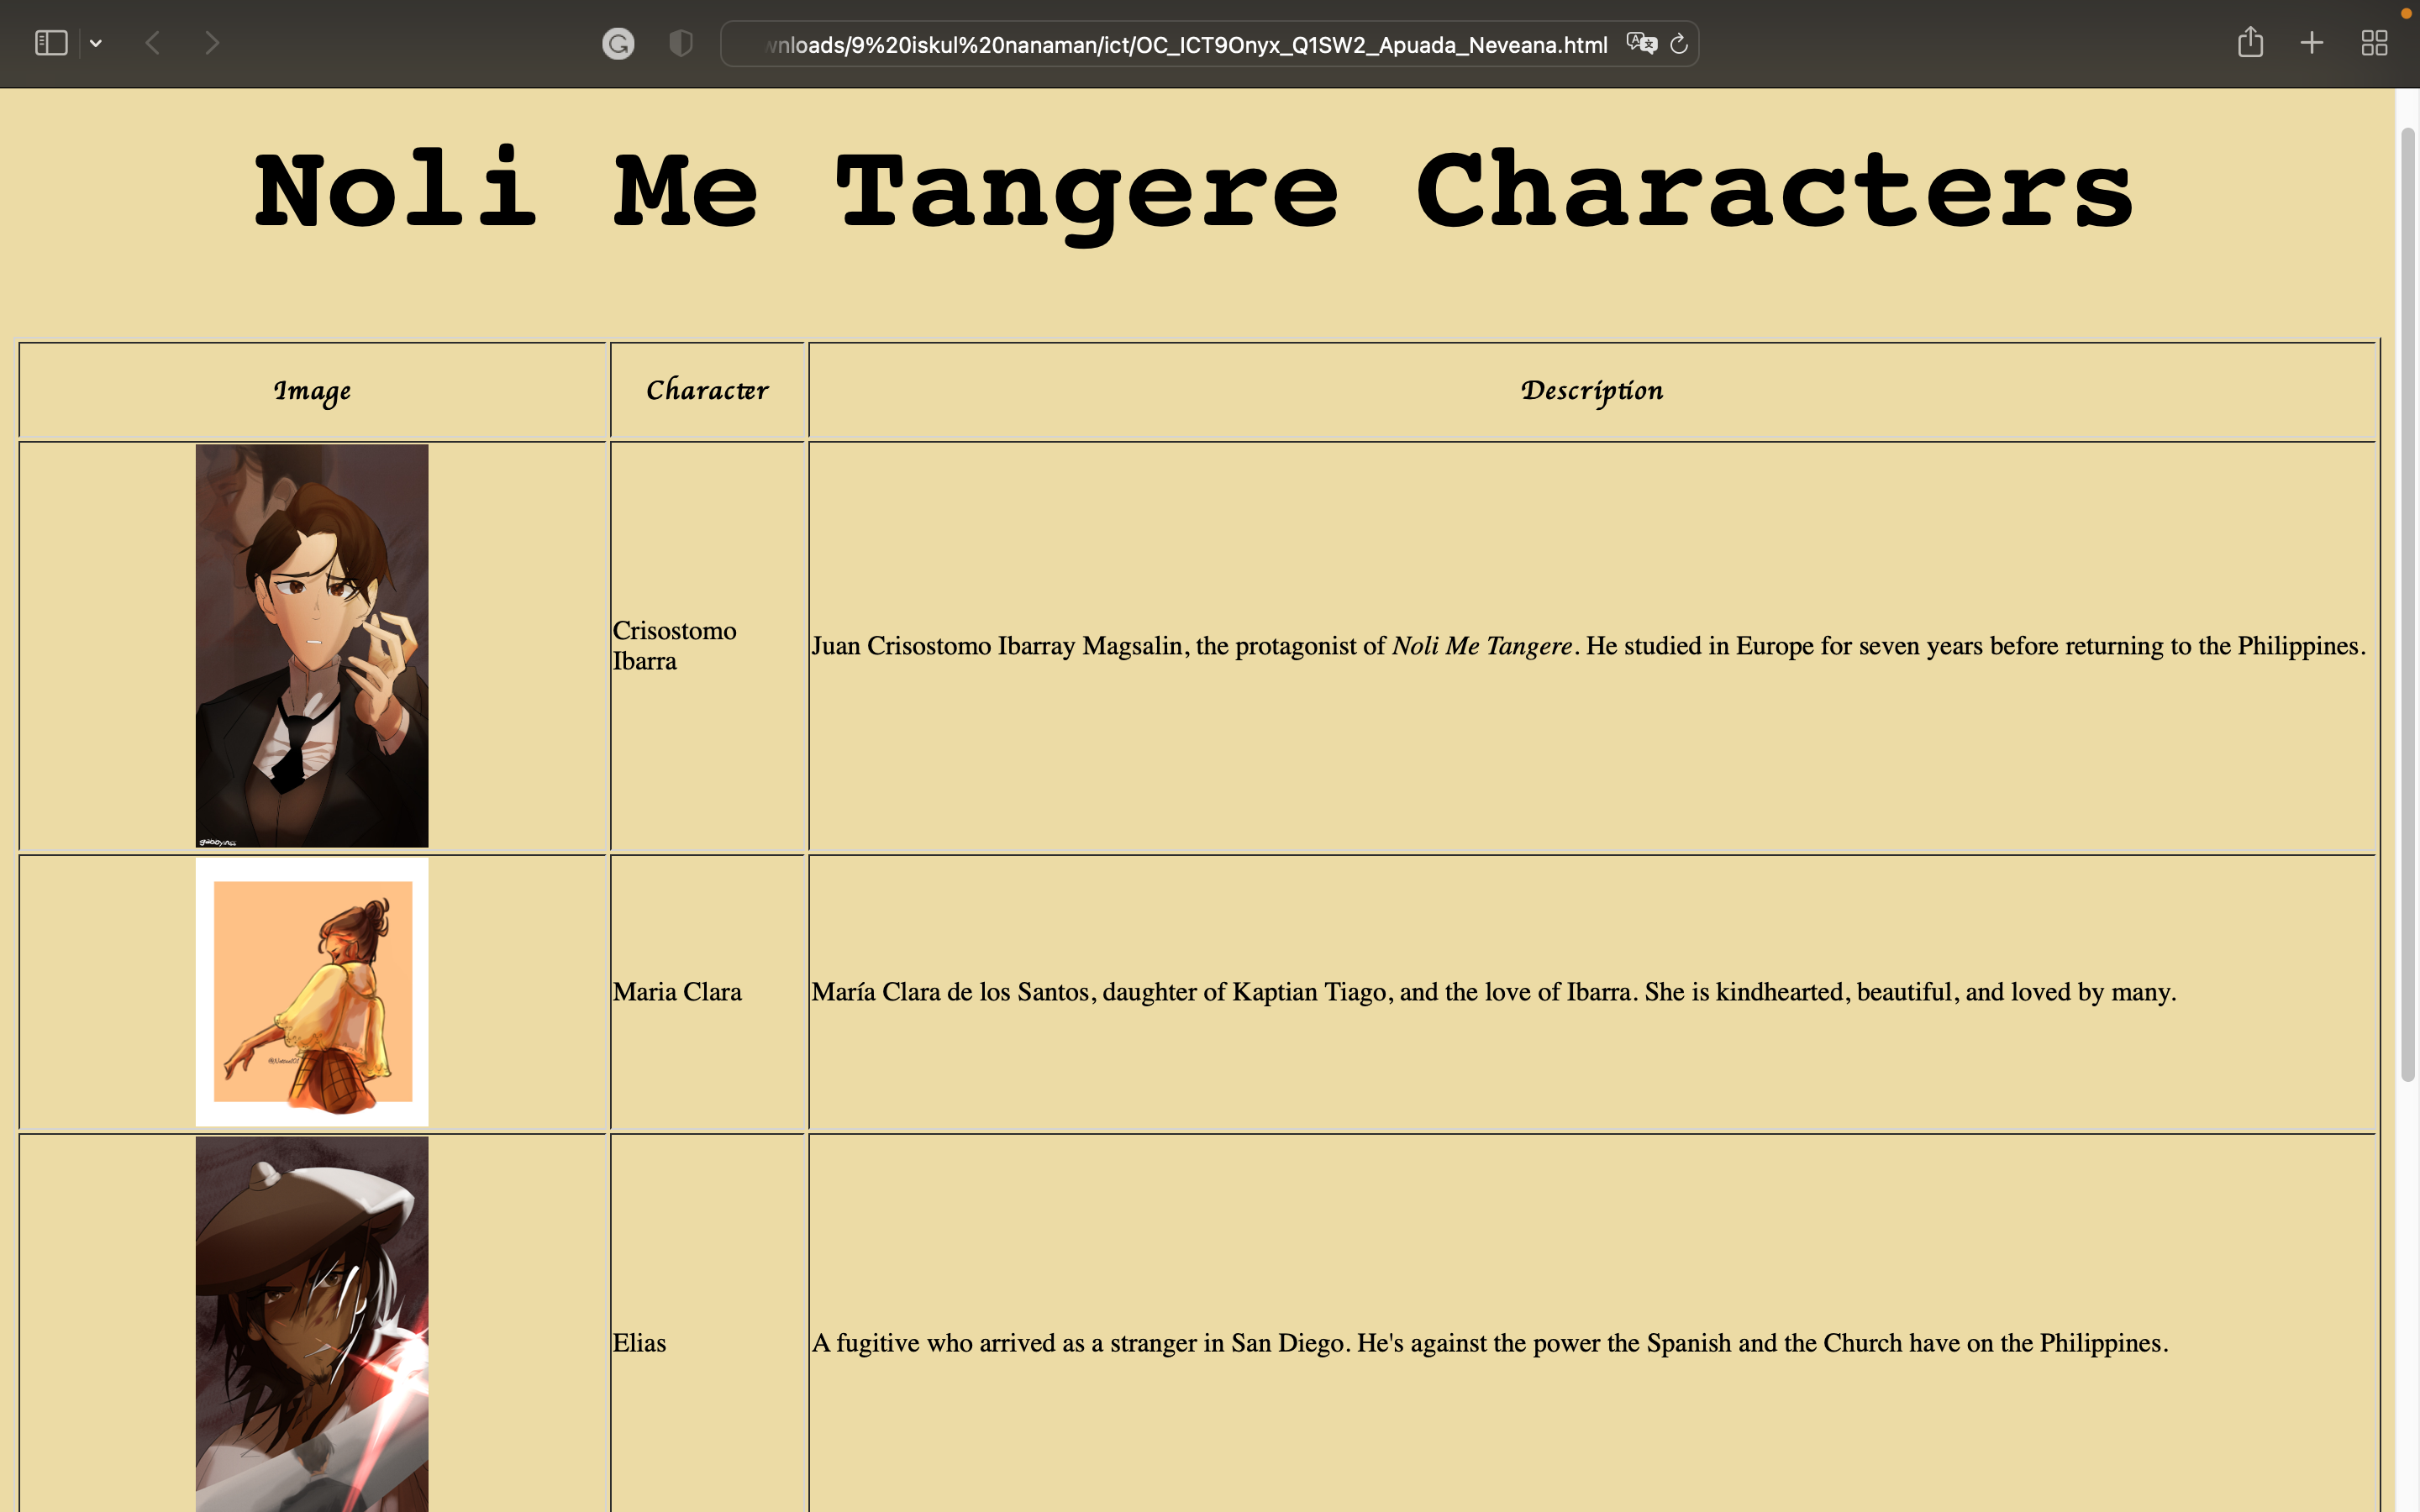 wnloads/9%20iskul%20nanaman/ict/OC_ICT9Onyx_Q1SW2_Apuada_Neveana.html
Noli Me Tangere Characters
Image Character Description
Crisostomo
Ibarra
Juan Crisostomo Ibarray Magsalin, the protagonist of Noli Me Tangere. He studied in Europe for seven years before returning to the Philippines.
Maria Clara
María Clara de los Santos, daughter of Kaptian Tiago, and the love of Ibarra. She is kindhearted, beautiful, and loved by many.
Elias
A fugitive who arrived as a stranger in San Diego. He's against the power the Spanish and the Church have on the Philippines.